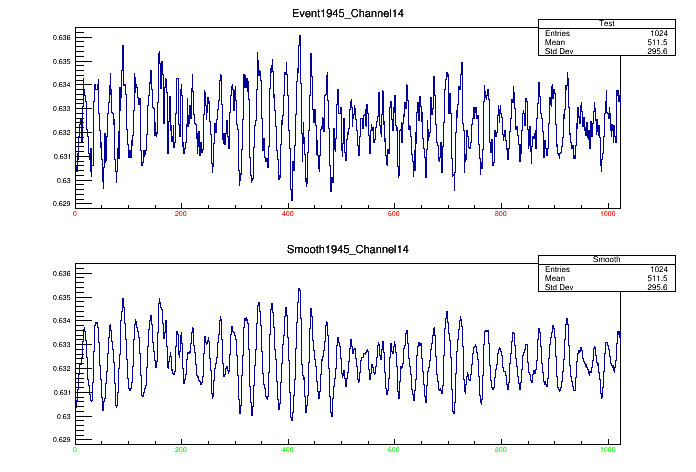 Event1945_Channel14
Test
Entries 1024
Mean 511.5
Std Dev 295.6
0.636
0.635
0.634
0.633
0.632
0.631
0.63
0.629
0 200 400 600 800 1000
Smooth1945_Channel14
Smooth
Entries 1024
Mean 511.5
Std Dev 295.6
0.636
0.635
0.634
0.633
0.632
0.631
0.63
0.629
0 200 400 600 800 1000